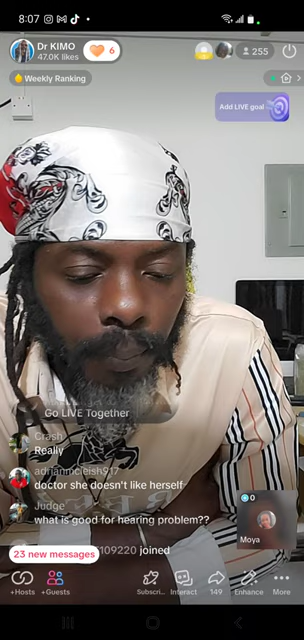 8:07
Dr KIMO
47.0K likes
6
255
Weekly Ranking
Add LIVE goal
Go LIVE Together
Crash
Really
adrianmcleish917
doctor she doesn't like herself
Judge
what is good for hearing problem??
0
Moya
23 new messages
109220 joined
+Hosts
+Guests
Subscri...
Interact
149
Enhance
More